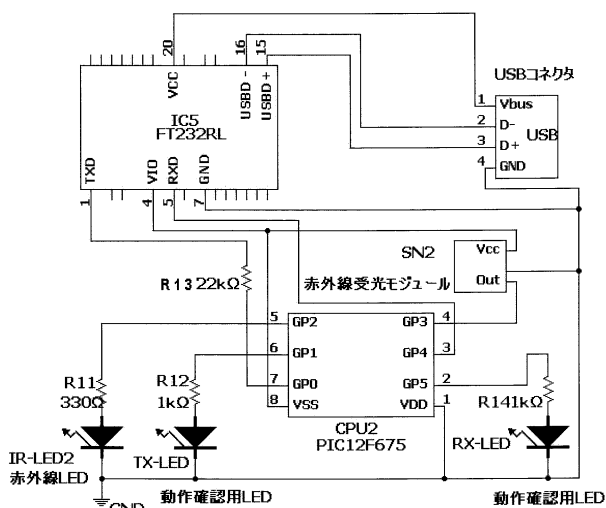 20
16
15
VCC
USBD -
USBD +
IC5
FT232RL
TXD
VIO
RXD
GND
1
4
5
7
USBコネクタ
1 Vbus
2 D-
3 D+
4 GND
USB
SN2
Vcc
Out
赤外線受光モジュール
R13 22kΩ
5 GP2 GP3 4
6 GP1 GP4 3
7 GP0 GP5 2
8 VSS VDD 1
CPU2
PIC12F675
R11
330Ω
R12
1kΩ
R14 1kΩ
IR-LED2
赤外線LED
TX-LED
RX-LED
動作確認用LED
動作確認用LED
GND